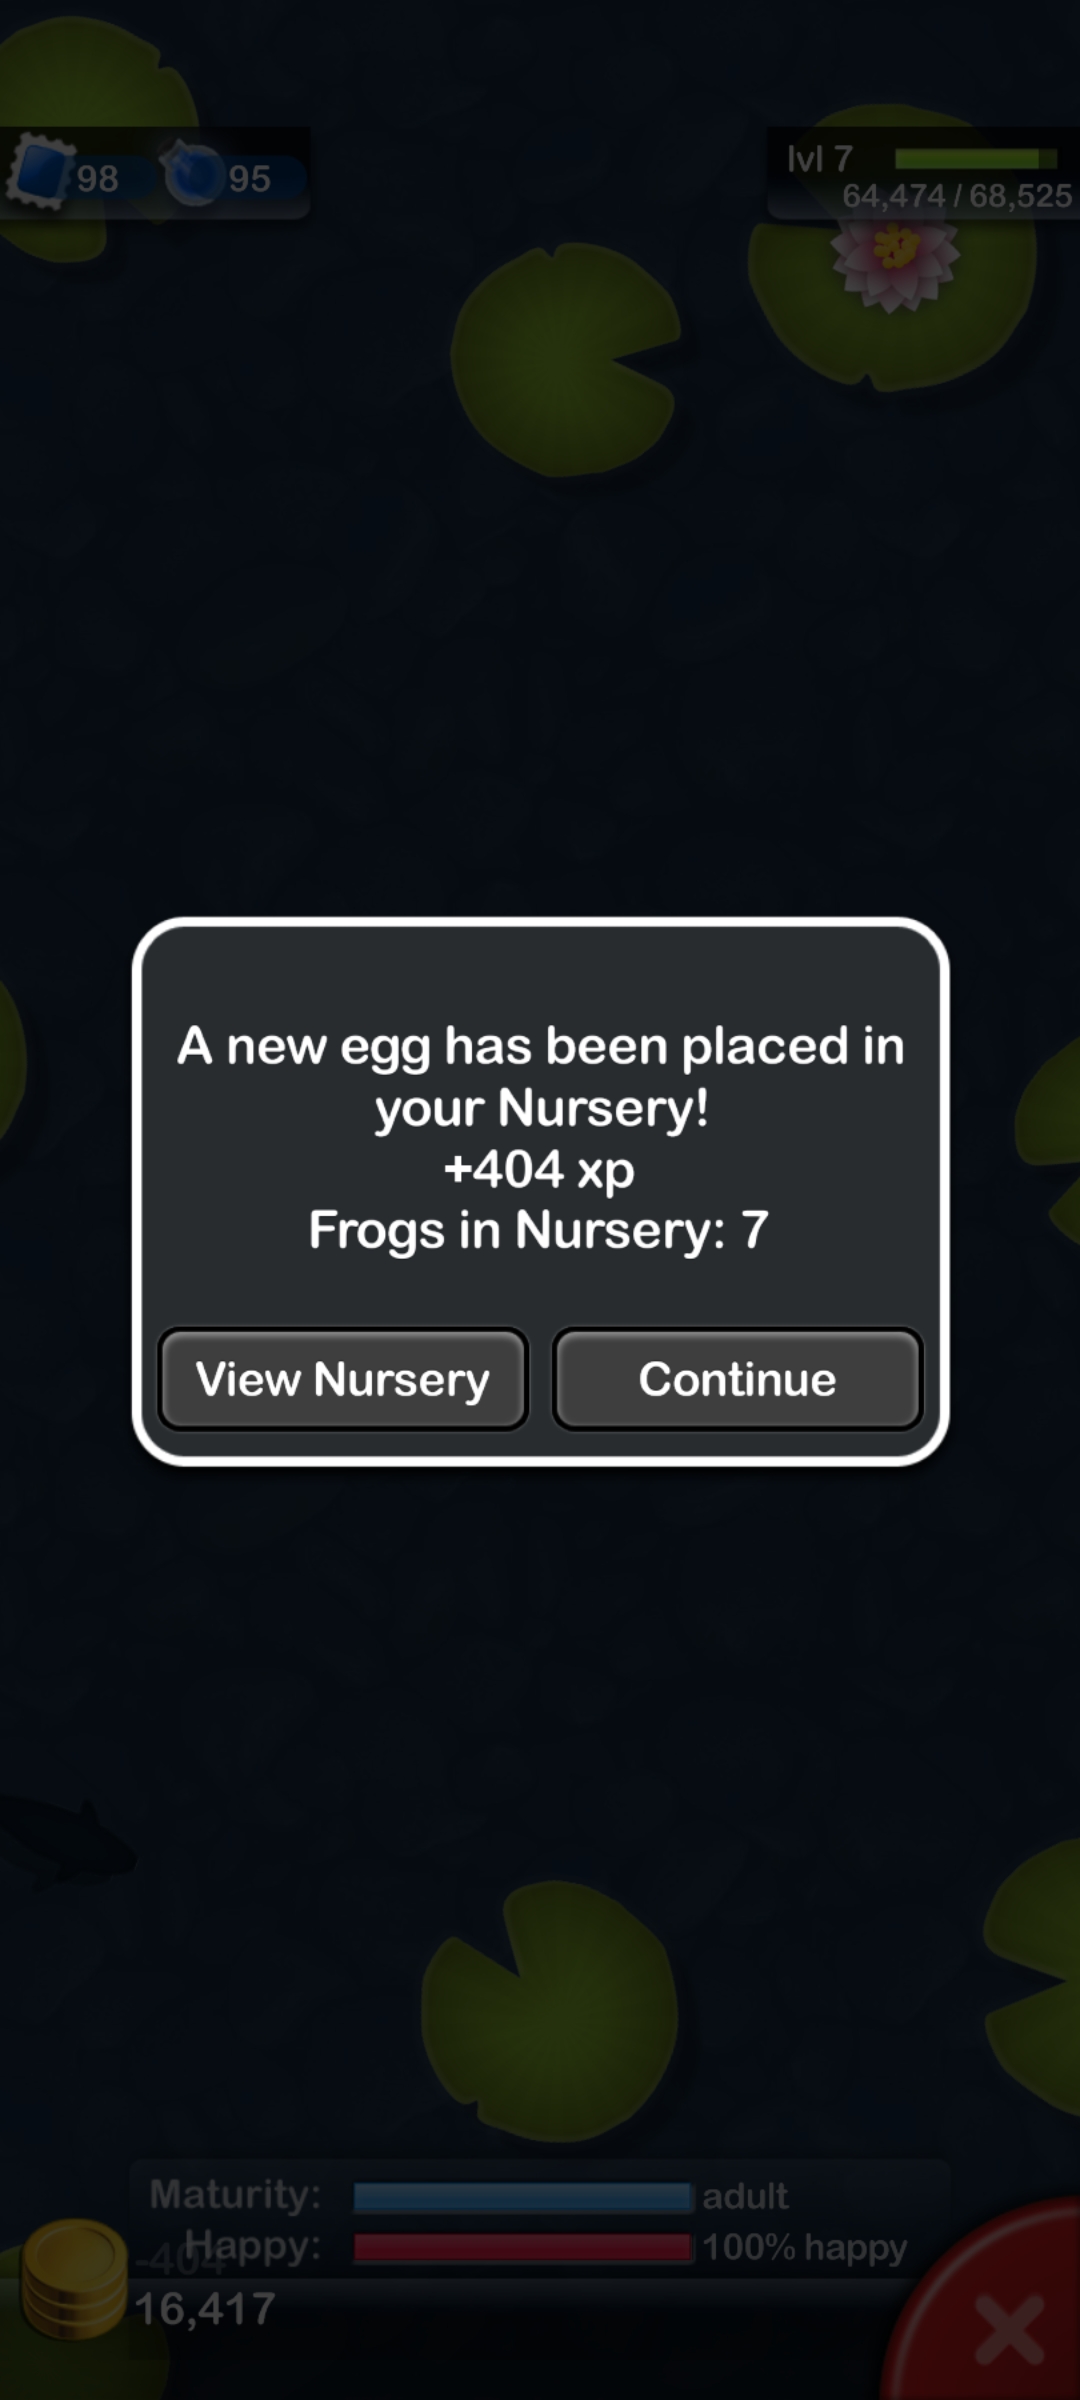 98
95
lvl 7
64,474 / 68,525
A new egg has been placed in
your Nursery!
+404 xp
Frogs in Nursery: 7
View Nursery
Continue
Maturity:
adult
Happy:
100% happy
-404
16,417